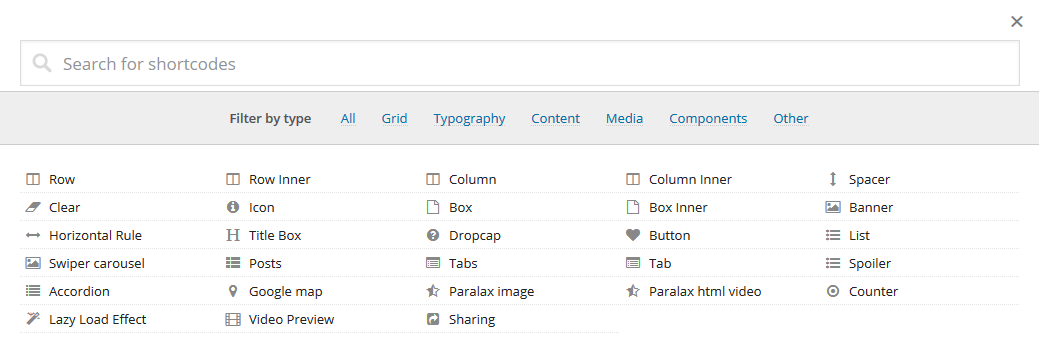 Search for shortcodes
Filter by type All Grid Typography Content Media Components Other
Row Row Inner Column Column Inner Spacer
Clear Icon Box Box Inner Banner
Horizontal Rule Title Box Dropcap Button List
Swiper carousel Posts Tabs Tab Spoiler
Accordion Google map Paralax image Paralax html video Counter
Lazy Load Effect Video Preview Sharing